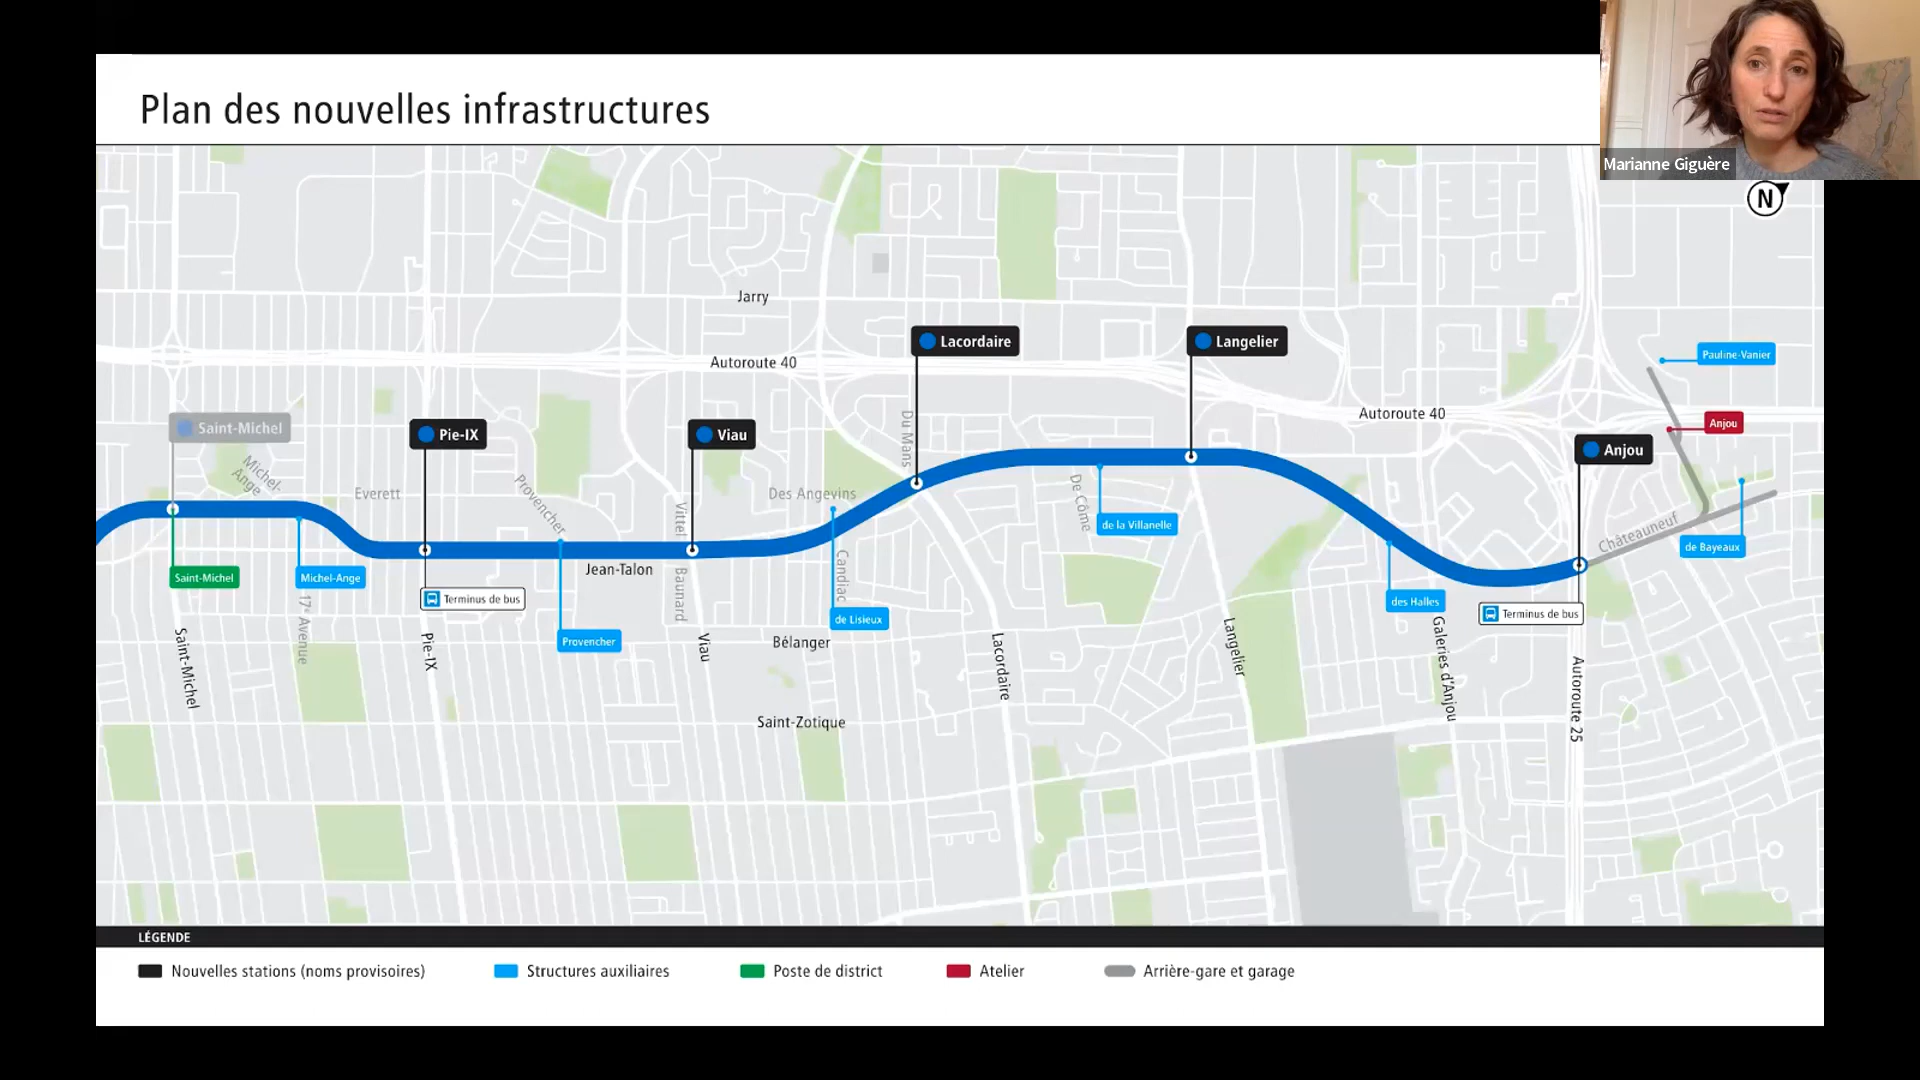 Plan des nouvelles infrastructures
Marianne Giguère
N
Jarry
Autoroute 40
Lacordaire
Langelier
Pauline-Vanier
Autoroute 40
Anjou
Saint-Michel
Pie-IX
Viau
Anjou
Du Mans
Michel-
Ange
Everett
Provencher
Vittel
Des Angevins
De Côme
de la Villanelle
Châteauneuf
de Bayeaux
Saint-Michel
Michel-Ange
Jean-Talon
Baunard
Candiac
Terminus de bus
des Halles
Terminus de bus
17e Avenue
de Lisieux
Provencher
Bélanger
Saint-Michel
Pie-IX
Viau
Lacordaire
Langelier
Galeries d'Anjou
Autoroute 25
Saint-Zotique
LÉGENDE
Nouvelles stations (noms provisoires)
Structures auxiliaires
Poste de district
Atelier
Arrière-gare et garage